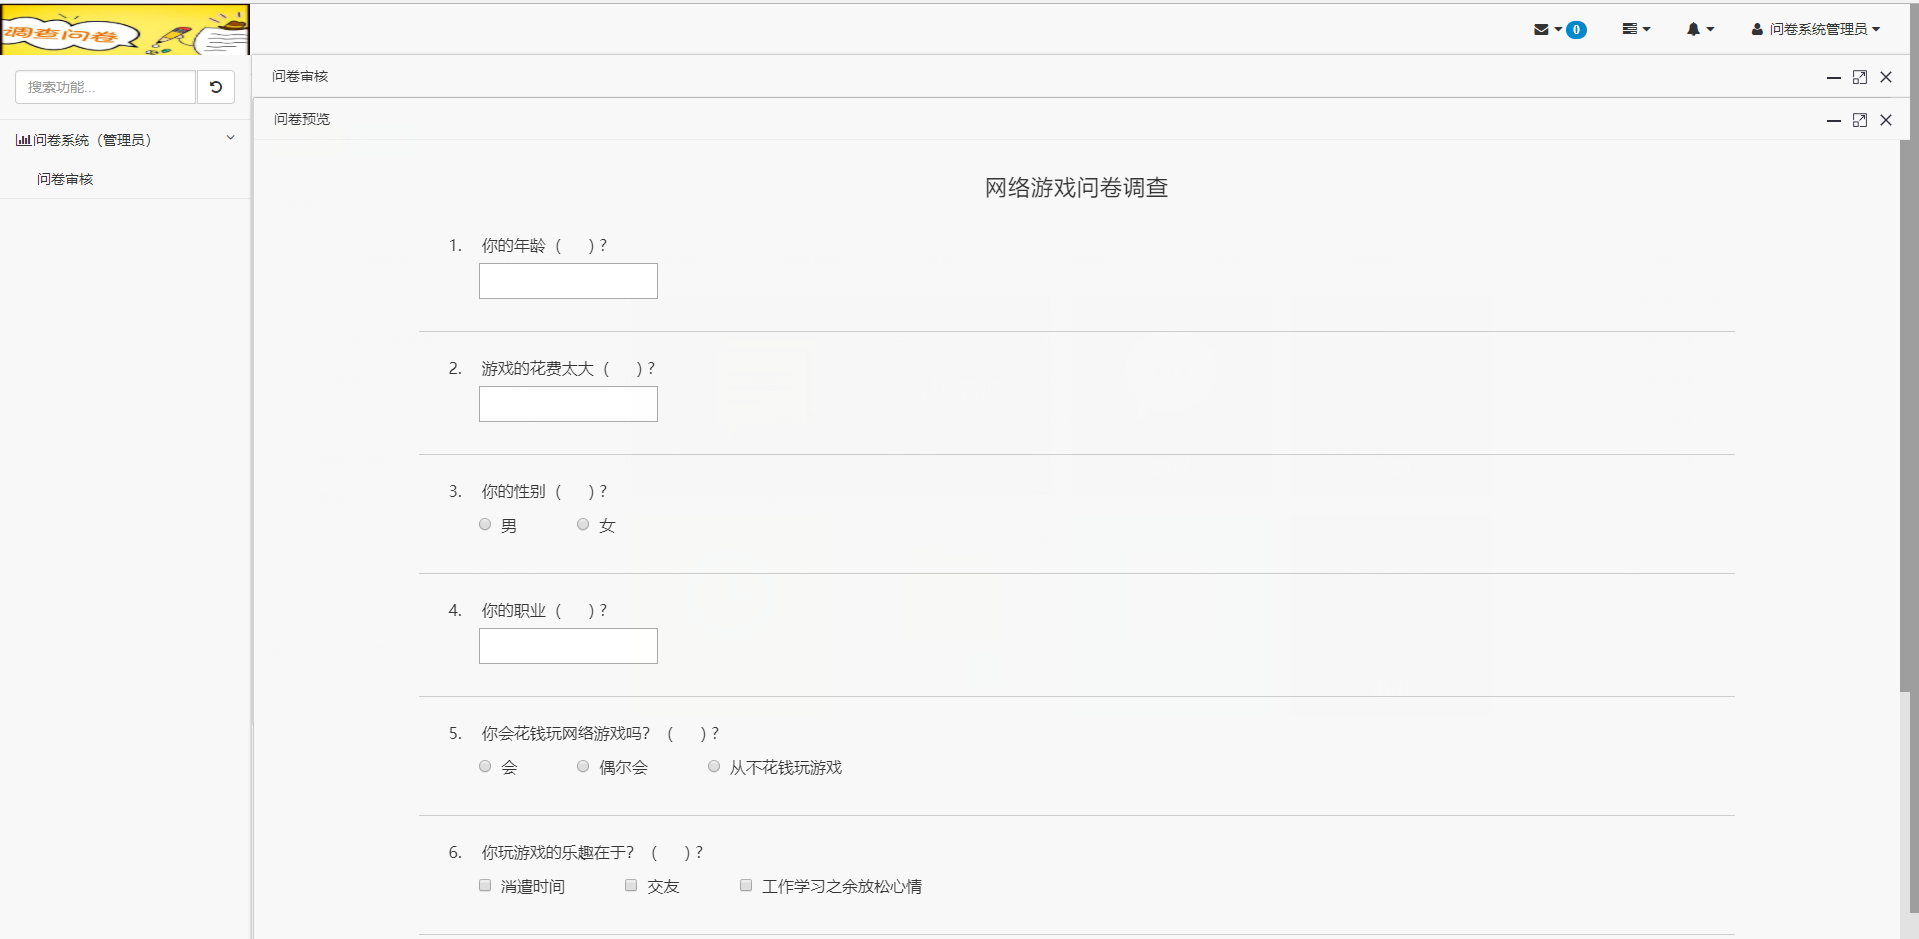 调查问卷
0
问卷系统管理员
搜索功能...
问卷系统（管理员）
问卷审核
问卷审核
问卷预览
网络游戏问卷调查
1. 你的年龄（ ）?
2. 游戏的花费太大（ ）?
3. 你的性别（ ）?
男 女
4. 你的职业（ ）?
5. 你会花钱玩网络游戏吗? （ ）?
会 偶尔会 从不花钱玩游戏
6. 你玩游戏的乐趣在于? （ ）?
消遣时间 交友 工作学习之余放松心情